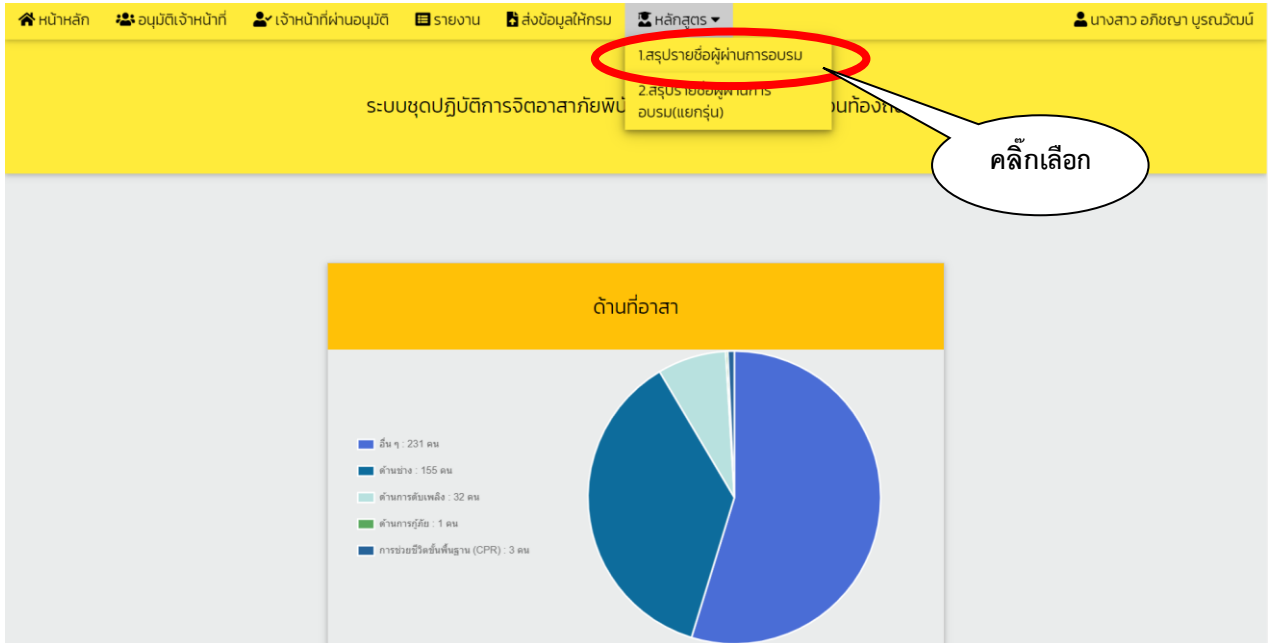 หน้าหลัก อนุมัติเจ้าหน้าที่ เจ้าหน้าที่ผ่านอนุมัติ รายงาน ส่งข้อมูลให้กรม หลักสูตร นางสาว อภิชญา บูรณวัฒน์
1.สรุปรายชื่อผู้ผ่านการอบรม
2.สรุปรายชื่อผู้ผ่านการ
อบรม(แยกรุ่น)
ระบบชุดปฏิบัติการจิตอาสาภัยพิบั
คลิ๊กเลือก
ด้านที่อาสา
อื่น ๆ : 231 คน
ด้านช่าง : 155 คน
ด้านการดับเพลิง : 32 คน
ด้านการกู้ภัย : 1 คน
การช่วยชีวิตขั้นพื้นฐาน (CPR) : 3 คน